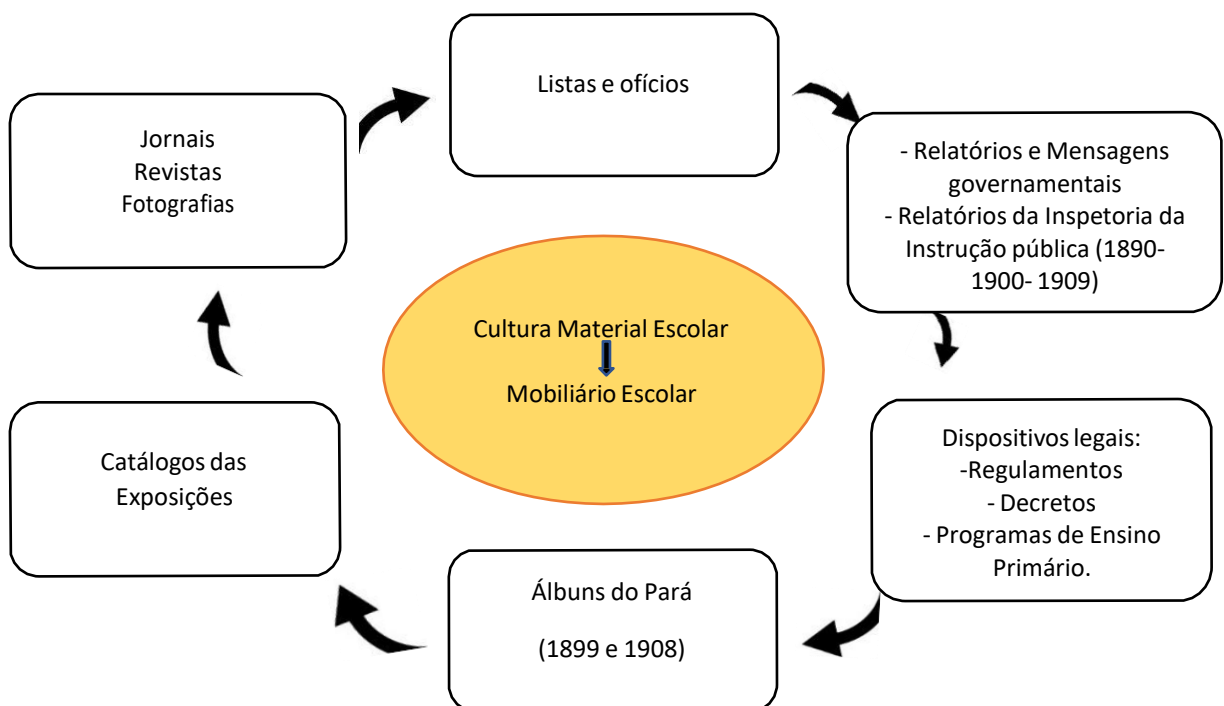 Listas e ofícios
Jornais
Revistas
Fotografias
- Relatórios e Mensagens
governamentais
- Relatórios da Inspetoria da
Instrução pública (1890-
1900- 1909)
Cultura Material Escolar
Mobiliário Escolar
Dispositivos legais:
-Regulamentos
- Decretos
- Programas de Ensino
Primário.
Álbuns do Pará
(1899 e 1908)
Catálogos das
Exposições